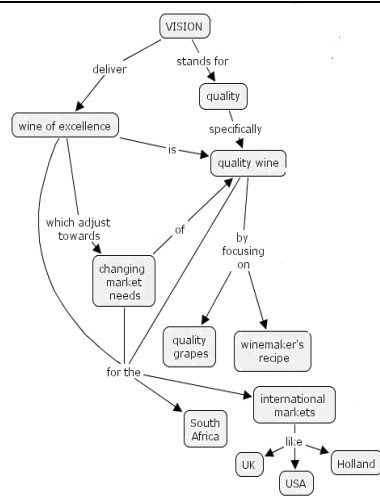 VISION
deliver
stands for
quality
wine of excellence
specifically
is
quality wine
which adjust
towards
of
by
focusing
on
changing
market
needs
quality
grapes
winemaker's
recipe
for the
international
markets
South
Africa
like
UK
USA
Holland